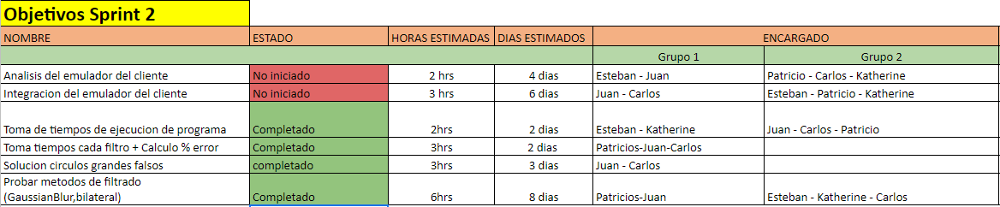 Objetivos Sprint 2
NOMBRE ESTADO HORAS ESTIMADAS DIAS ESTIMADOS ENCARGADO
Grupo 1 Grupo 2
Analisis del emulador del cliente No iniciado 2 hrs 4 dias Esteban - Juan Patricio - Carlos - Katherine
Integracion del emulador del cliente No iniciado 3 hrs 6 dias Juan - Carlos Esteban - Patricio - Katherine
Toma de tiempos de ejecucion de programa Completado 2hrs 2 dias Esteban - Katherine Juan - Carlos - Patricio
Toma tiempos cada filtro + Calculo % error Completado 3hrs 2 dias Patricios-Juan-Carlos
Solucion circulos grandes falsos completado 3hrs 3 dias Juan - Carlos
Probar metodos de filtrado
(GaussianBlur,bilateral) Completado 6hrs 8 dias Patricios-Juan Esteban - Katherine - Carlos